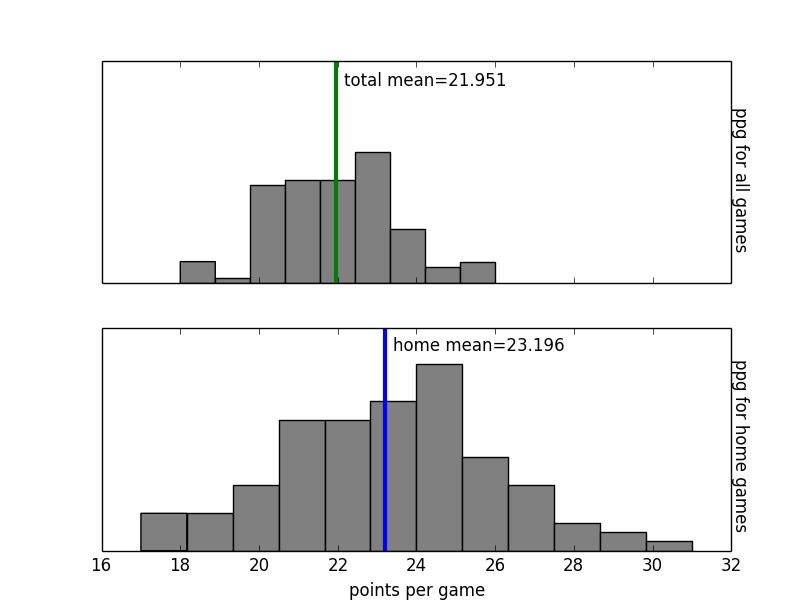 total mean=21.951
ppg for all games
home mean=23.196
ppg for home games
16 18 20 22 24 26 28 30 32
points per game